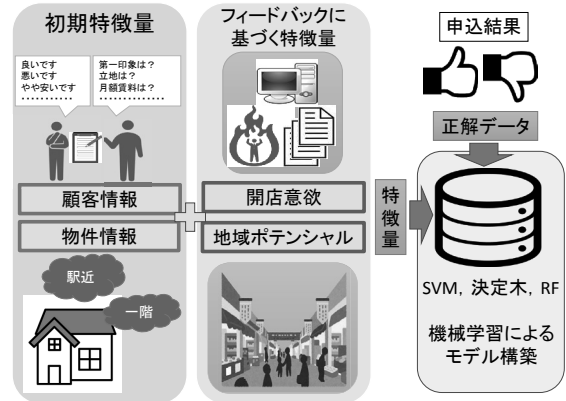 初期特徴量
良いです
悪いです
やや安いです
・・・・・・・・・・・
第一印象は？
立地は？
月額賃料は？
・・・・・・・・・・・・・
顧客情報
物件情報
駅近
一階
フィードバックに
基づく特徴量
開店意欲
地域ポテンシャル
特徴量
申込結果
正解データ
SVM, 決定木, RF
機械学習による
モデル構築